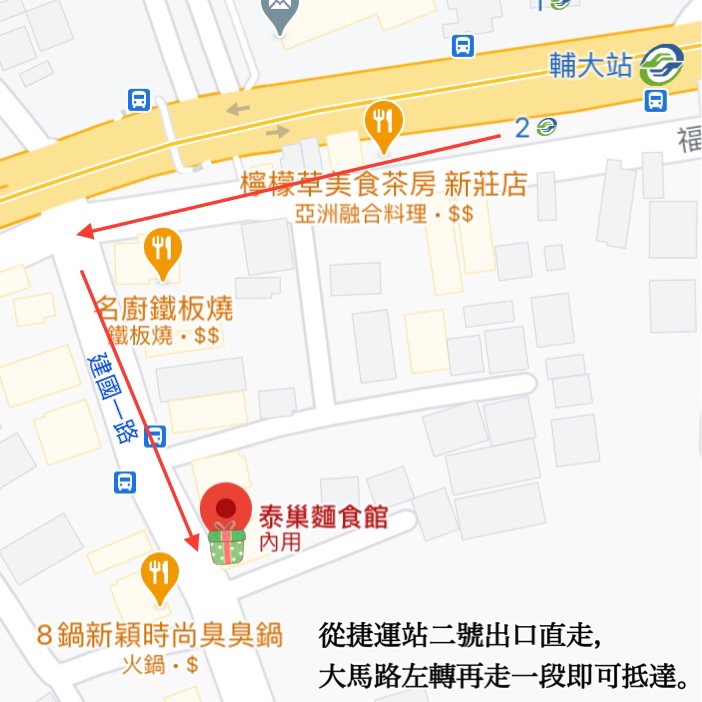 1
輔大站
2
福
檸檬草美食茶房 新莊店
亞洲融合料理・$$
名廚鐵板燒
鐵板燒・$$
建國一路
泰巢麵食館
內用
8鍋新穎時尚臭臭鍋
火鍋・$
從捷運站二號出口直走,
大馬路左轉再走一段即可抵達。